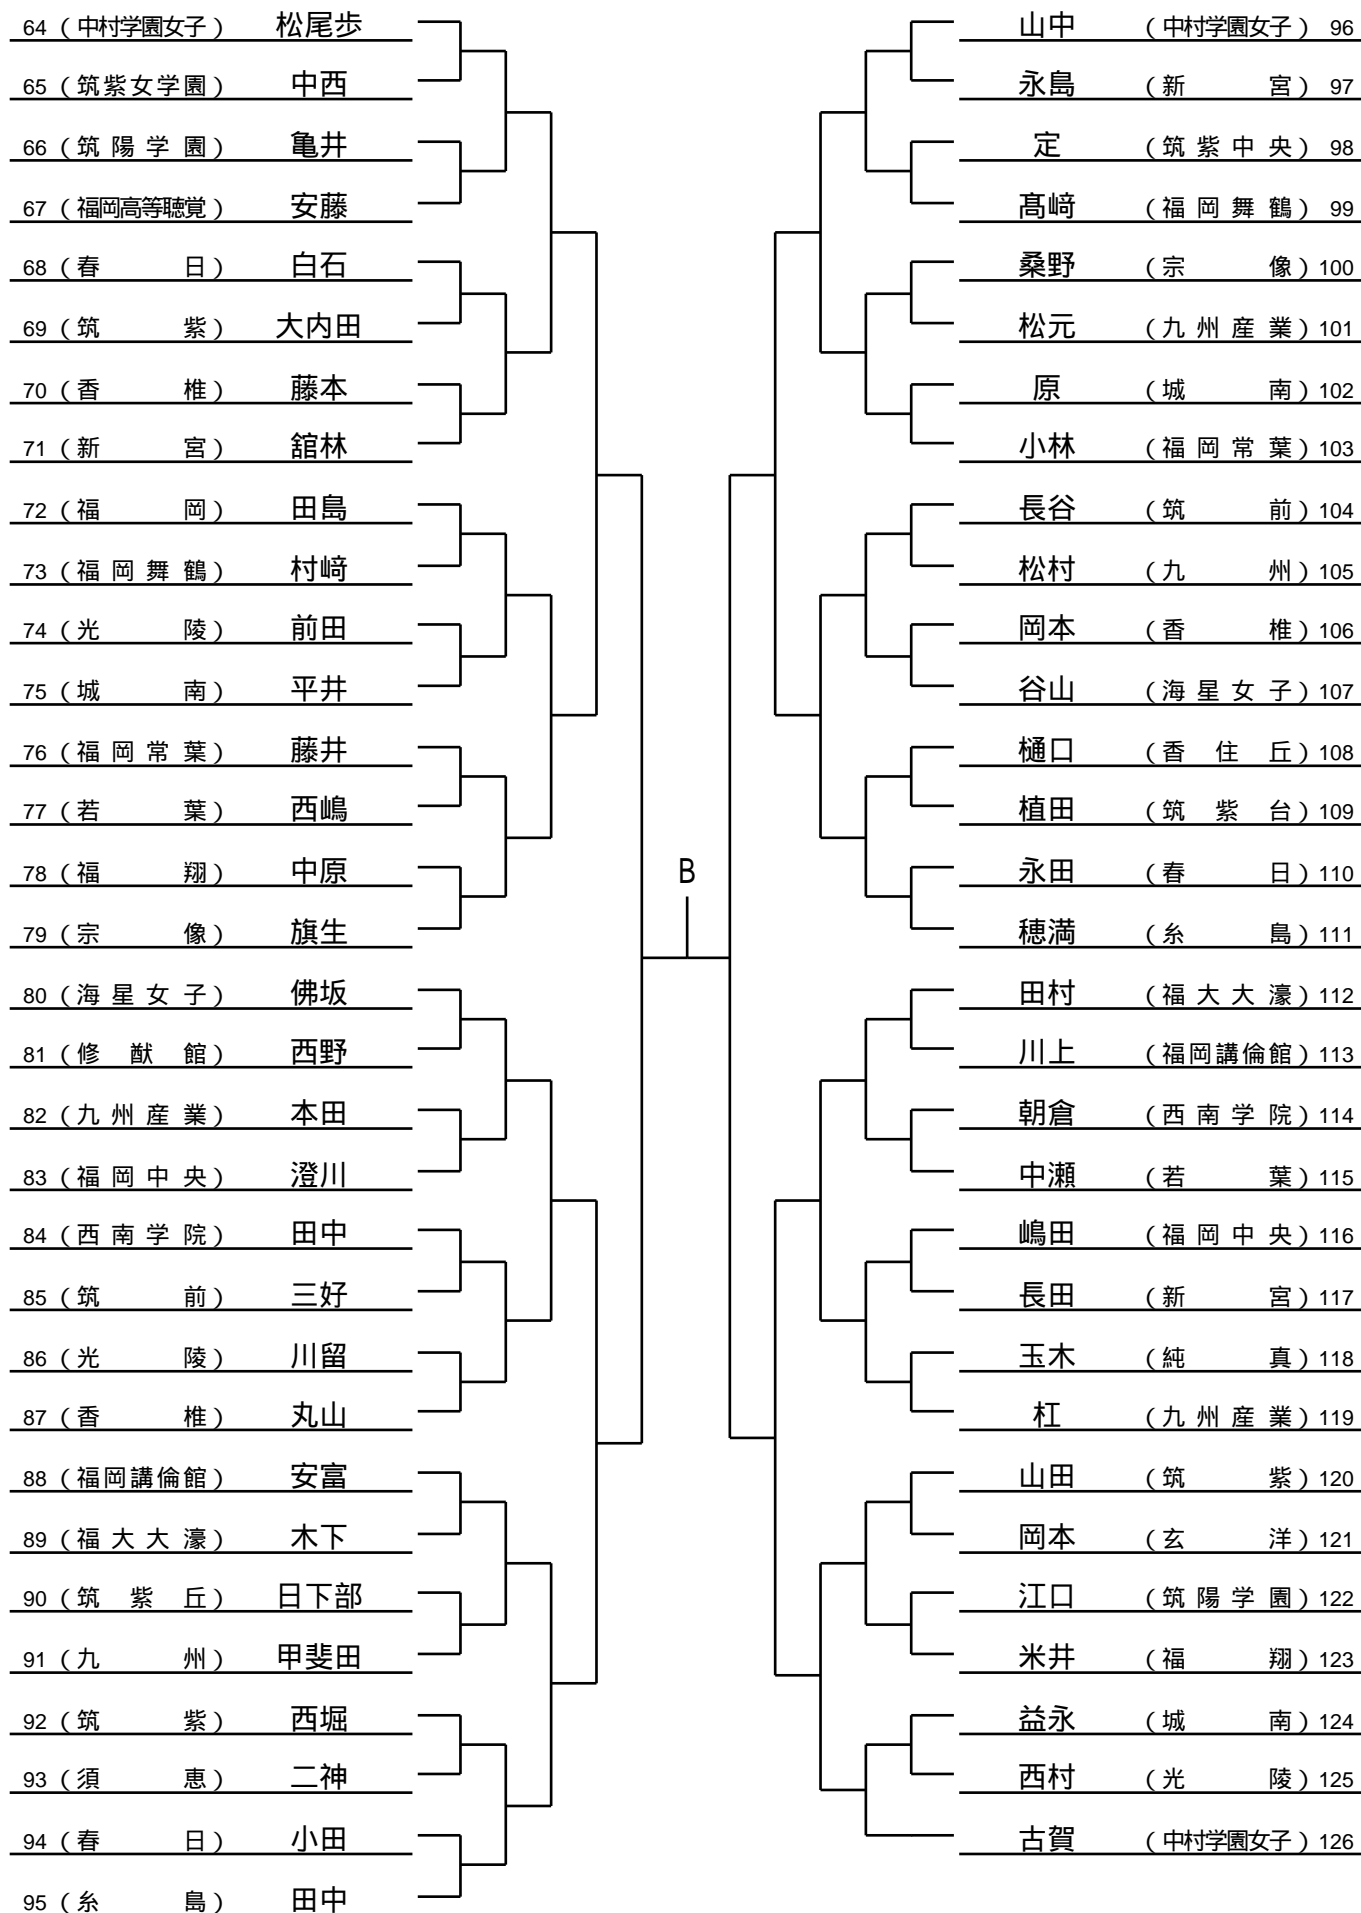 64 (中村学園女子) 松尾歩
65 (筑紫女学園) 中西
66 (筑陽学園) 亀井
67 (福岡高等聴覚) 安藤
68 (春日) 白石
69 (筑紫) 大内田
70 (香椎) 藤本
71 (新宮) 舘林
72 (福岡) 田島
73 (福岡舞鶴) 村﨑
74 (光陵) 前田
75 (城南) 平井
76 (福岡常葉) 藤井
77 (若葉) 西嶋
78 (福翔) 中原
79 (宗像) 旗生
80 (海星女子) 佛坂
81 (修猷館) 西野
82 (九州産業) 本田
83 (福岡中央) 澄川
84 (西南学院) 田中
85 (筑前) 三好
86 (光陵) 川留
87 (香椎) 丸山
88 (福岡講倫館) 安富
89 (福大大濠) 木下
90 (筑紫丘) 日下部
91 (九州) 甲斐田
92 (筑紫) 西堀
93 (須恵) 二神
94 (春日) 小田
95 (糸島) 田中
B
山中 (中村学園女子) 96
永島 (新宮) 97
定 (筑紫中央) 98
髙﨑 (福岡舞鶴) 99
桑野 (宗像) 100
松元 (九州産業) 101
原 (城南) 102
小林 (福岡常葉) 103
長谷 (筑前) 104
松村 (九州) 105
岡本 (香椎) 106
谷山 (海星女子) 107
樋口 (香住丘) 108
植田 (筑紫台) 109
永田 (春日) 110
穂満 (糸島) 111
田村 (福大大濠) 112
川上 (福岡講倫館) 113
朝倉 (西南学院) 114
中瀬 (若葉) 115
嶋田 (福岡中央) 116
長田 (新宮) 117
玉木 (純真) 118
杠 (九州産業) 119
山田 (筑紫) 120
岡本 (玄洋) 121
江口 (筑陽学園) 122
米井 (福翔) 123
益永 (城南) 124
西村 (光陵) 125
古賀 (中村学園女子) 126